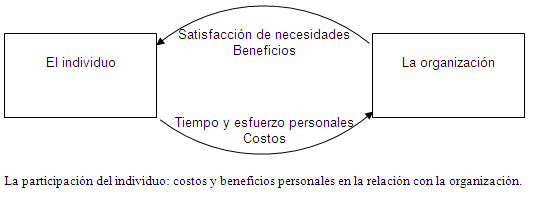 Satisfacción de necesidades
Beneficios
El individuo
La organización
Tiempo y esfuerzo personales
Costos
La participación del individuo: costos y beneficios personales en la relación con la organización.